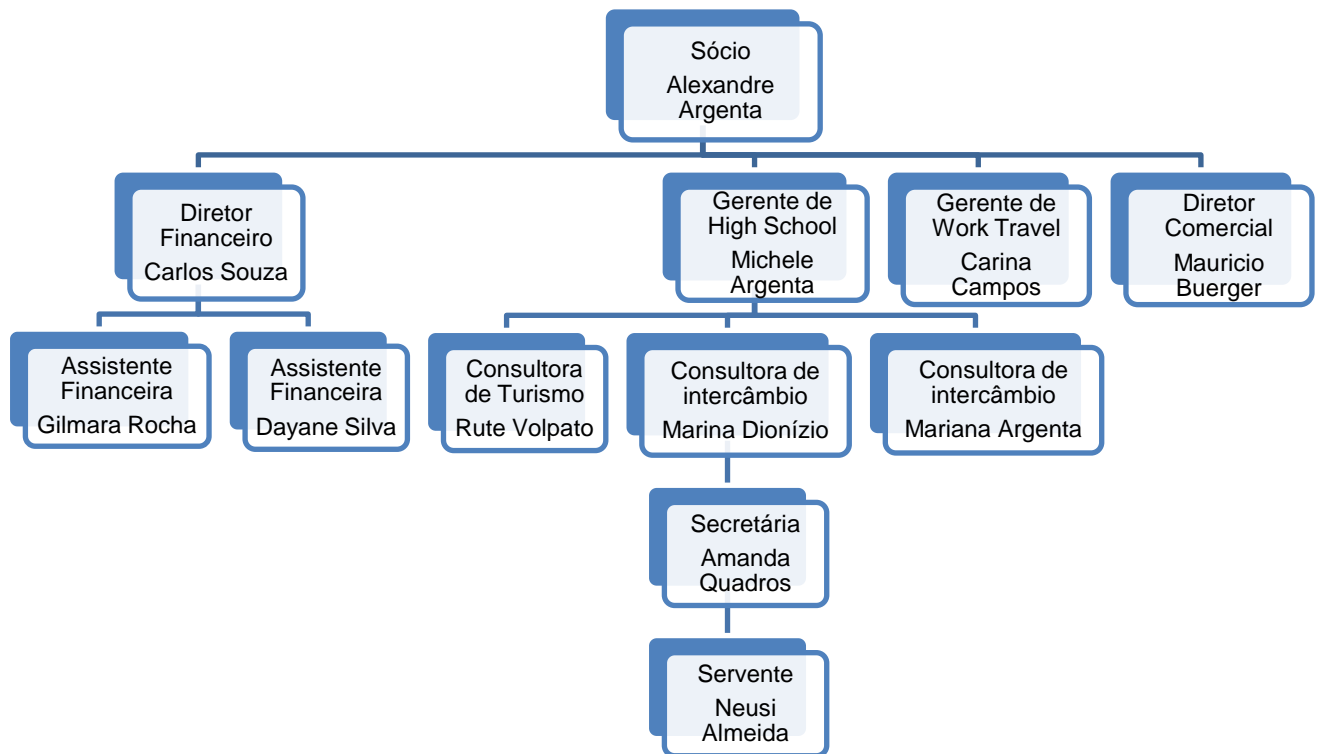 Sócio
Alexandre
Argenta
Diretor
Financeiro
Carlos Souza
Gerente de
High School
Michele
Argenta
Gerente de
Work Travel
Carina
Campos
Diretor
Comercial
Mauricio
Buerger
Assistente
Financeira
Gilmara Rocha
Assistente
Financeira
Dayane Silva
Consultora
de Turismo
Rute Volpato
Consultora de
intercâmbio
Marina Dionízio
Consultora de
intercâmbio
Mariana Argenta
Secretária
Amanda
Quadros
Servente
Neusi
Almeida